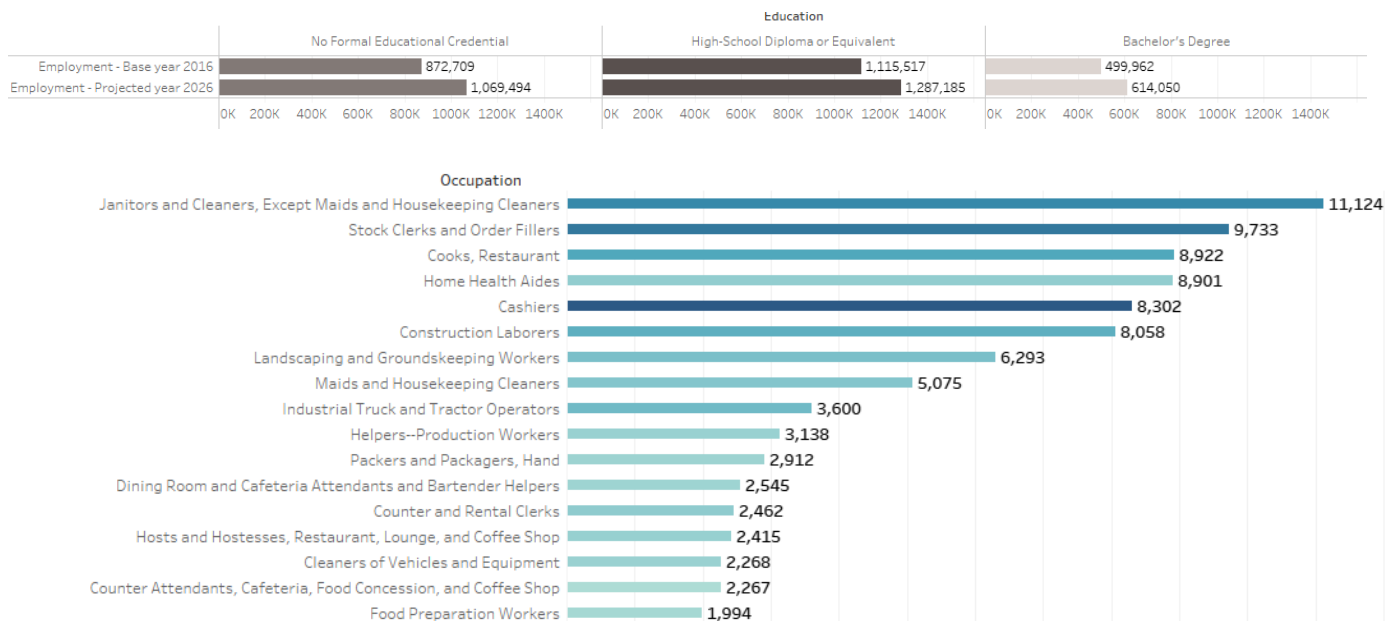 Education
No Formal Educational Credential High-School Diploma or Equivalent Bachelor's Degree
Employment - Base year 2016 872,709 1,115,517 499,962
Employment - Projected year 2026 1,069,494 1,287,185 614,050
0K 200K 400K 600K 800K 1000K 1200K 1400K 0K 200K 400K 600K 800K 1000K 1200K 1400K 0K 200K 400K 600K 800K 1000K 1200K 1400K
Occupation
Janitors and Cleaners, Except Maids and Housekeeping Cleaners 11,124
Stock Clerks and Order Fillers 9,733
Cooks, Restaurant 8,922
Home Health Aides 8,901
Cashiers 8,302
Construction Laborers 8,058
Landscaping and Groundskeeping Workers 6,293
Maids and Housekeeping Cleaners 5,075
Industrial Truck and Tractor Operators 3,600
Helpers--Production Workers 3,138
Packers and Packagers, Hand 2,912
Dining Room and Cafeteria Attendants and Bartender Helpers 2,545
Counter and Rental Clerks 2,462
Hosts and Hostesses, Restaurant, Lounge, and Coffee Shop 2,415
Cleaners of Vehicles and Equipment 2,268
Counter Attendants, Cafeteria, Food Concession, and Coffee Shop 2,267
Food Preparation Workers 1,994